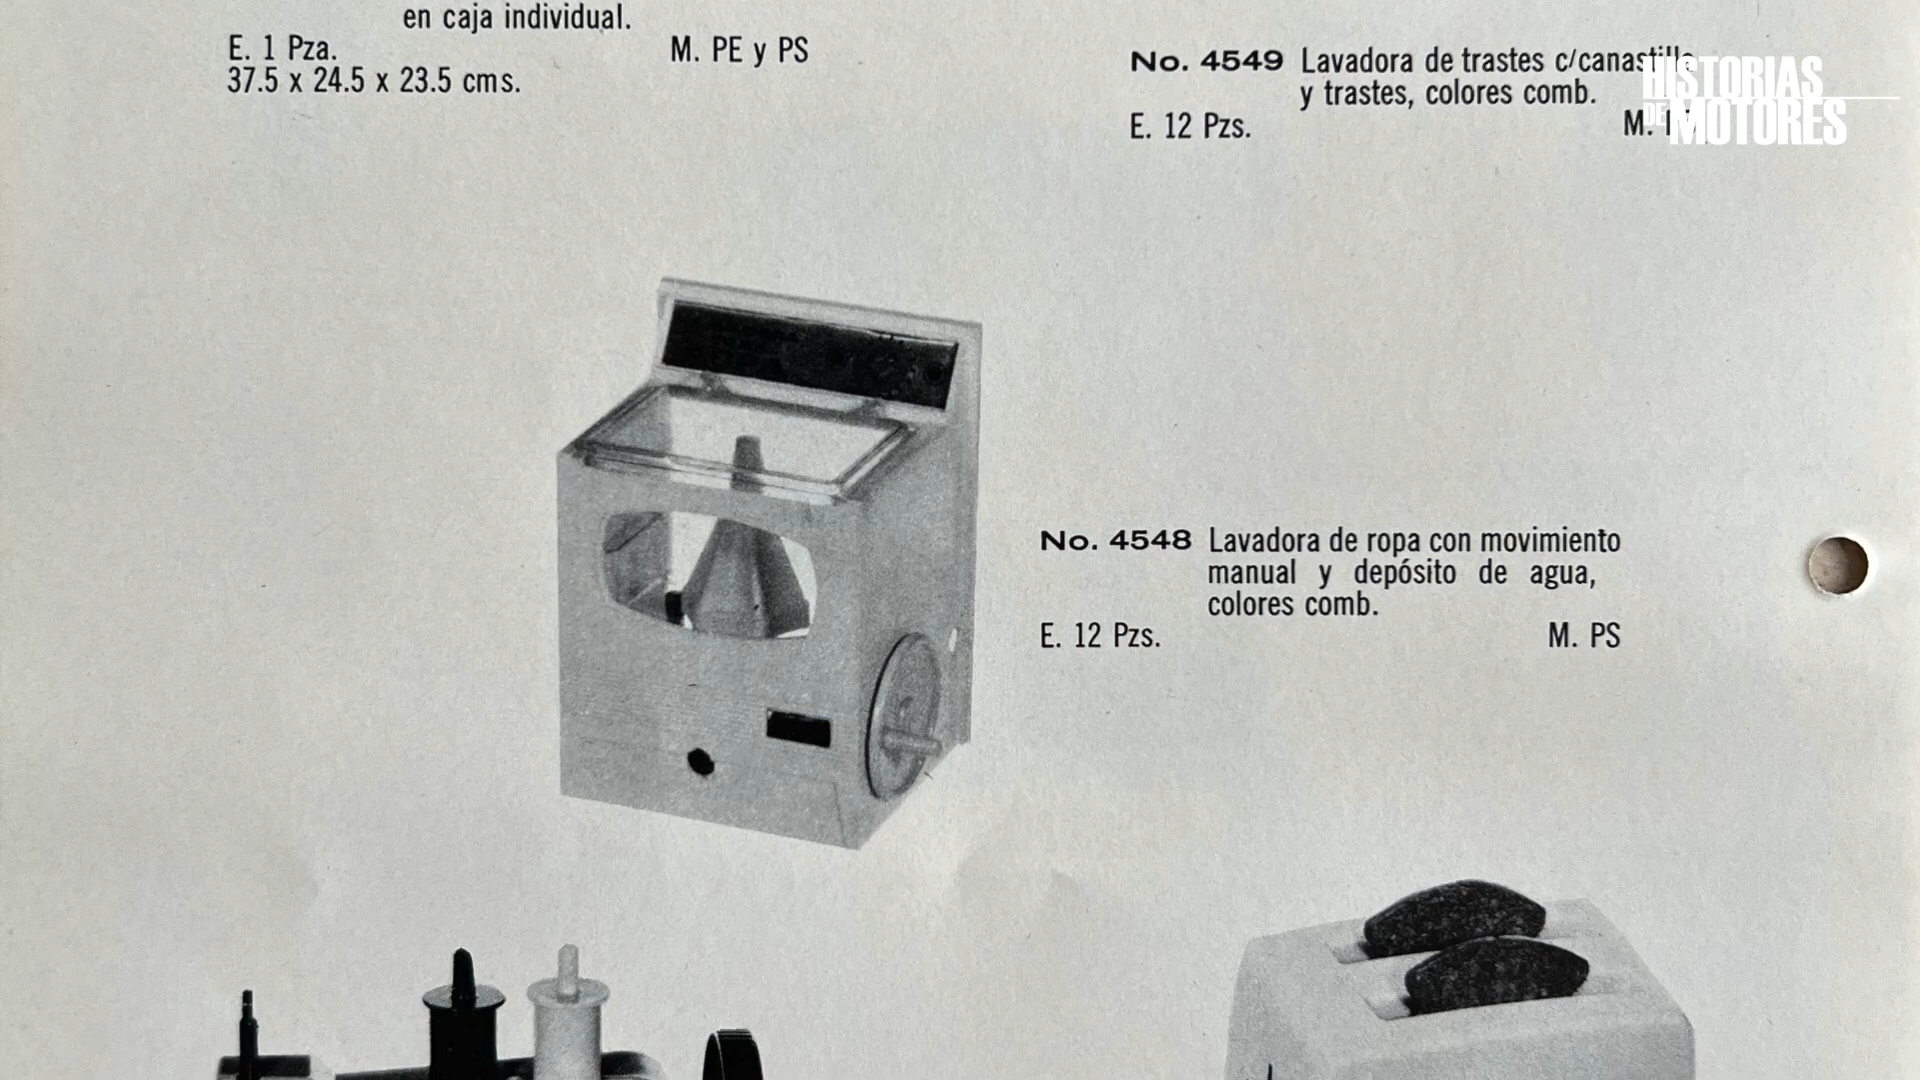 en caja individual.
E. 1 Pza.
M. PE y PS
37.5 x 24.5 x 23.5 cms.
No. 4549 Lavadora de trastes c/canastilla
y trastes, colores comb.
E. 12 Pzs.
M.
HISTORIAS
DE MOTORES
No. 4548 Lavadora de ropa con movimiento
manual y depósito de agua,
colores comb.
E. 12 Pzs.
M. PS